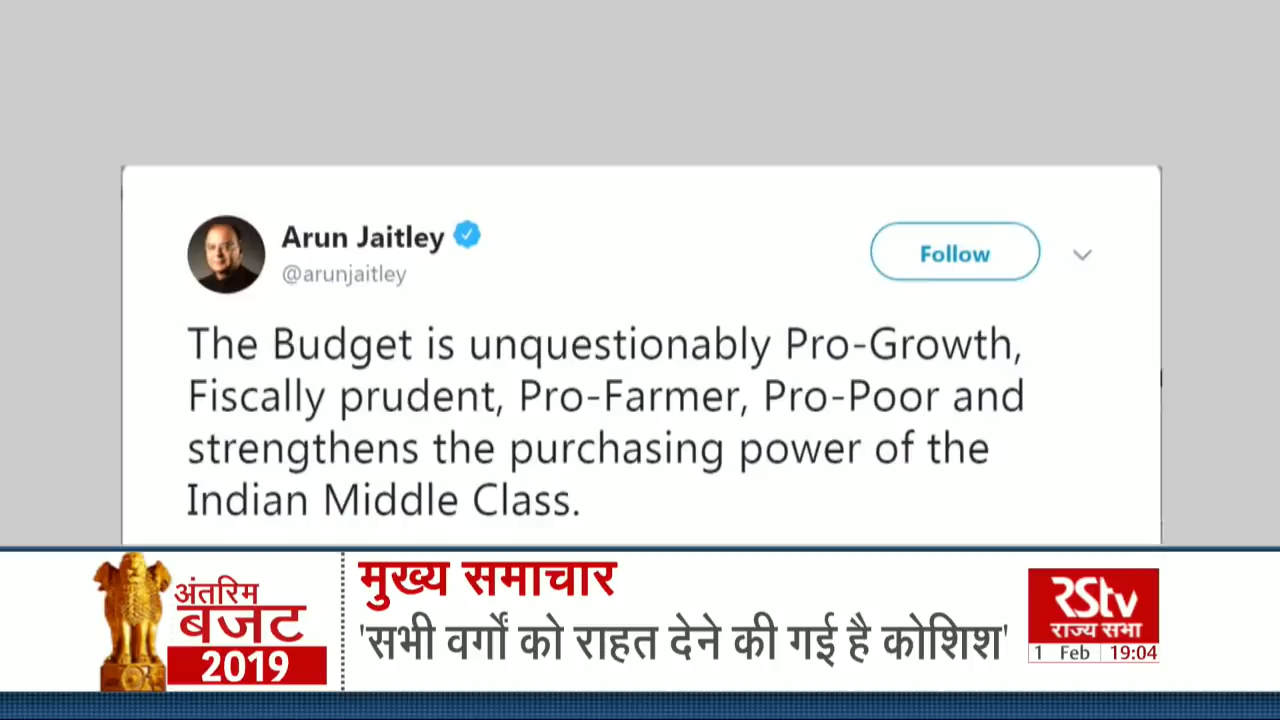 Arun Jaitley
@arunjaitley
Follow
The Budget is unquestionably Pro-Growth,
Fiscally prudent, Pro-Farmer, Pro-Poor and
strengthens the purchasing power of the
Indian Middle Class.
अंतरिम
बजट
2019
मुख्य समाचार
'सभी वर्गों को राहत देने की गई है कोशिश'
RStv
राज्य सभा
1 Feb 19:04